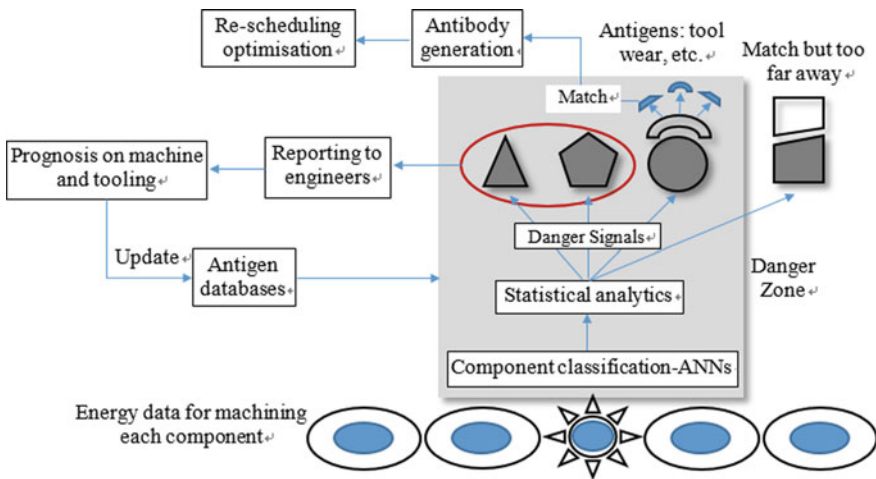 Re-scheduling
optimisation
Antibody
generation
Antigens: tool
wear, etc.
Match but too
far away
Match
Prognosis on machine
and tooling
Reporting to
engineers
Danger Signals
Update
Antigen
databases
Statistical analytics
Danger
Zone
Component classification-ANNs
Energy data for machining
each component